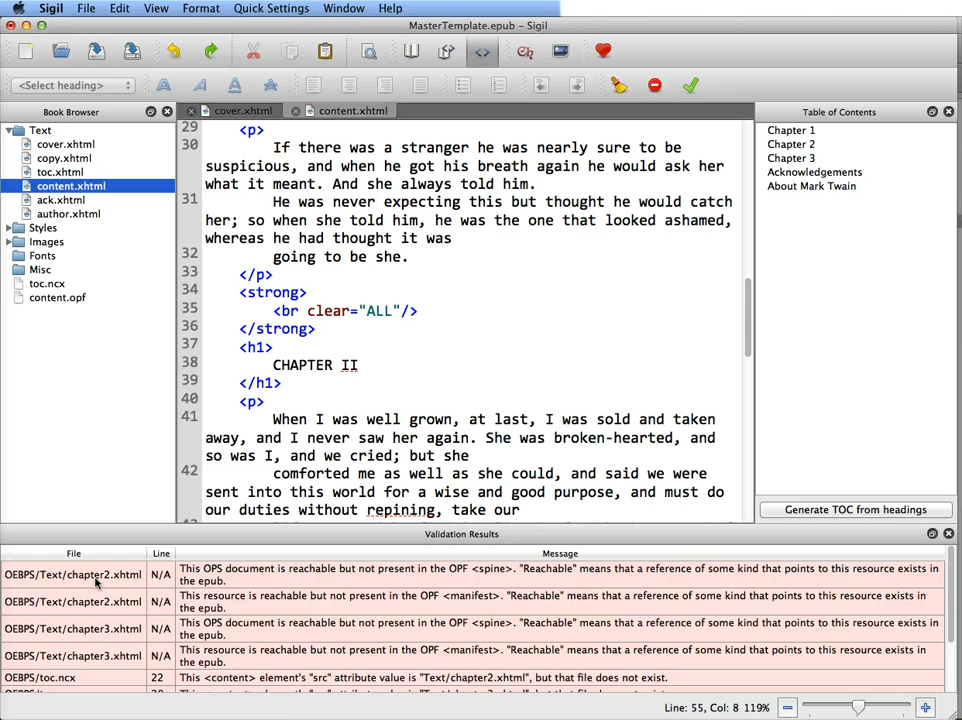 Sigil File Edit View Format Quick Settings Window Help
MasterTemplate.epub - Sigil
<Select heading>
Book Browser
Text
cover.xhtml
copy.xhtml
toc.xhtml
content.xhtml
ack.xhtml
author.xhtml
Styles
Images
Fonts
Misc
toc.ncx
content.opf
cover.xhtml content.xhtml
29 <p>
30 If there was a stranger he was nearly sure to be
suspicious, and when he got his breath again he would ask her
what it meant. And she always told him.
31 He was never expecting this but thought he would catch
her; so when she told him, he was the one that looked ashamed,
whereas he had thought it was
32 going to be she.
33 </p>
34 <strong>
35 <br clear="ALL"/>
36 </strong>
37 <h1>
38 CHAPTER II
39 </h1>
40 <p>
41 When I was well grown, at last, I was sold and taken
away, and I never saw her again. She was broken-hearted, and
so was I, and we cried; but she
42 comforted me as well as she could, and said we were
sent into this world for a wise and good purpose, and must do
our duties without repining, take our
Table of Contents
Chapter 1
Chapter 2
Chapter 3
Acknowledgements
About Mark Twain
Generate TOC from headings
Validation Results
File Line Message
OEBPS/Text/chapter2.xhtml N/A This OPS document is reachable but not present in the OPF <spine>. "Reachable" means that a reference of some kind that points to this resource exists in
the epub.
OEBPS/Text/chapter2.xhtml N/A This resource is reachable but not present in the OPF <manifest>. "Reachable" means that a reference of some kind that points to this resource exists in
the epub.
OEBPS/Text/chapter3.xhtml N/A This OPS document is reachable but not present in the OPF <spine>. "Reachable" means that a reference of some kind that points to this resource exists in
the epub.
OEBPS/Text/chapter3.xhtml N/A This resource is reachable but not present in the OPF <manifest>. "Reachable" means that a reference of some kind that points to this resource exists in
the epub.
OEBPS/toc.ncx 22 This <content> element's "src" attribute value is "Text/chapter2.xhtml", but that file does not exist.
Line: 55, Col: 8 119%